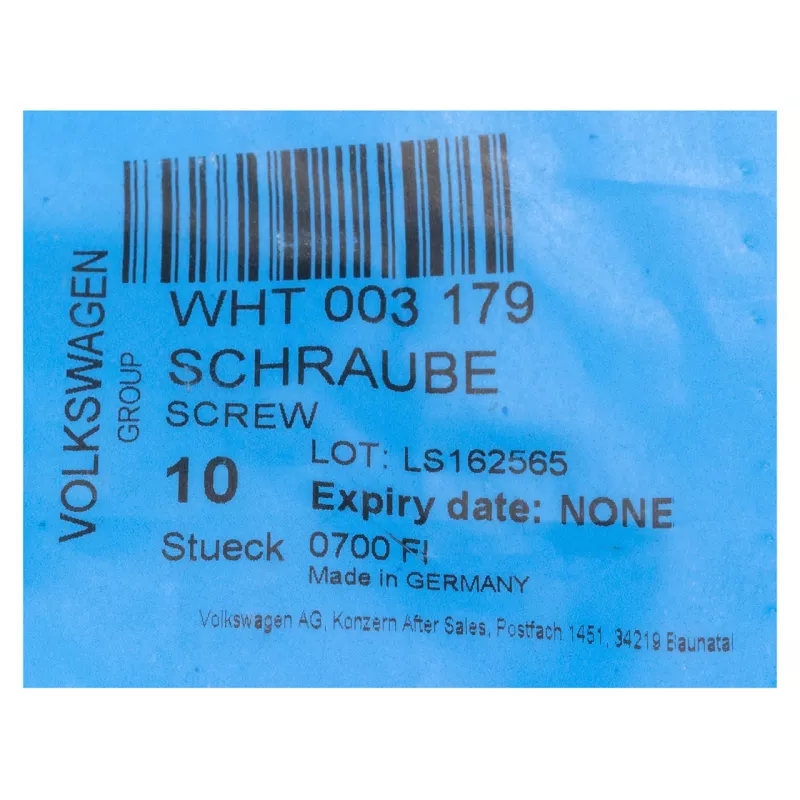 VOLKSWAGEN
GROUP
WHT 003 179
SCHRAUBE
SCREW
LOT: LS162565
10
Expiry date: NONE
Stueck
0700 FI
Made in GERMANY
Volkswagen AG, Konzern After Sales, Postfach 1451, 34219 Baunatal